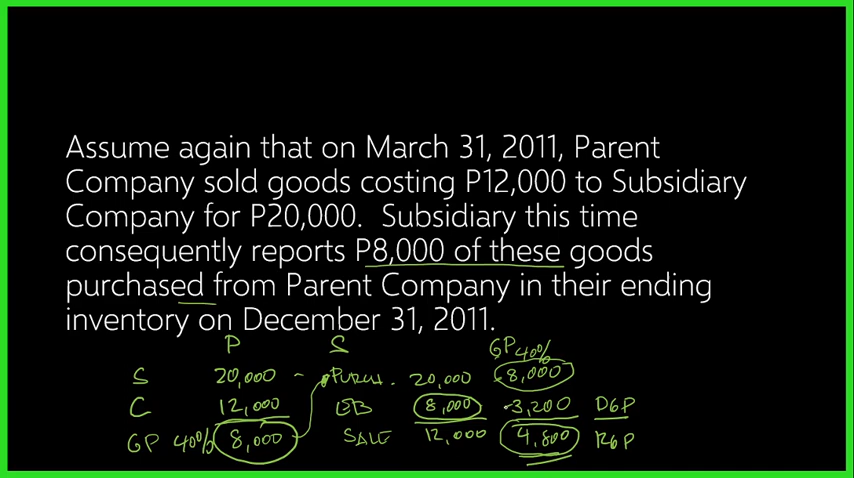 Assume again that on March 31, 2011, Parent
Company sold goods costing P12,000 to Subsidiary
Company for P20,000. Subsidiary this time
consequently reports P8,000 of these goods
purchased from Parent Company in their ending
inventory on December 31, 2011.
P S GP 40%
S 20,000 - PURCH. 20,000 8,000
C 12,000 EB 8,000 -3,200 DGP
GP 40% 8,000 SALE 12,000 4,800 RGP